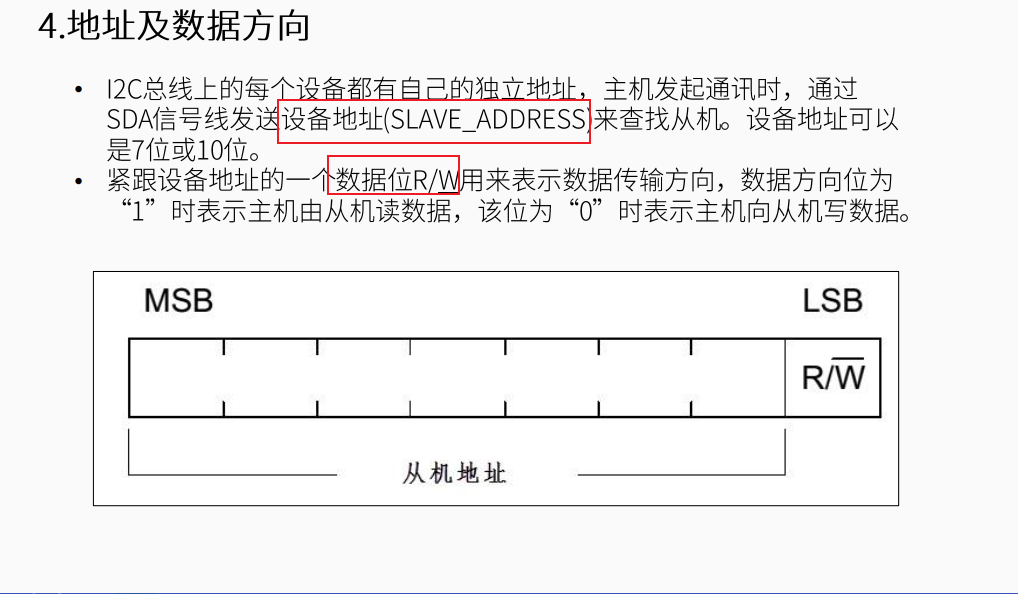 4.地址及数据方向
• I2C总线上的每个设备都有自己的独立地址，主机发起通讯时，通过
SDA信号线发送设备地址(SLAVE_ADDRESS)来查找从机。设备地址可以
是7位或10位。
• 紧跟设备地址的一个数据位R/W用来表示数据传输方向，数据方向位为
“1”时表示主机由从机读数据，该位为“0”时表示主机向从机写数据。
MSB LSB
R/W̅
从机地址